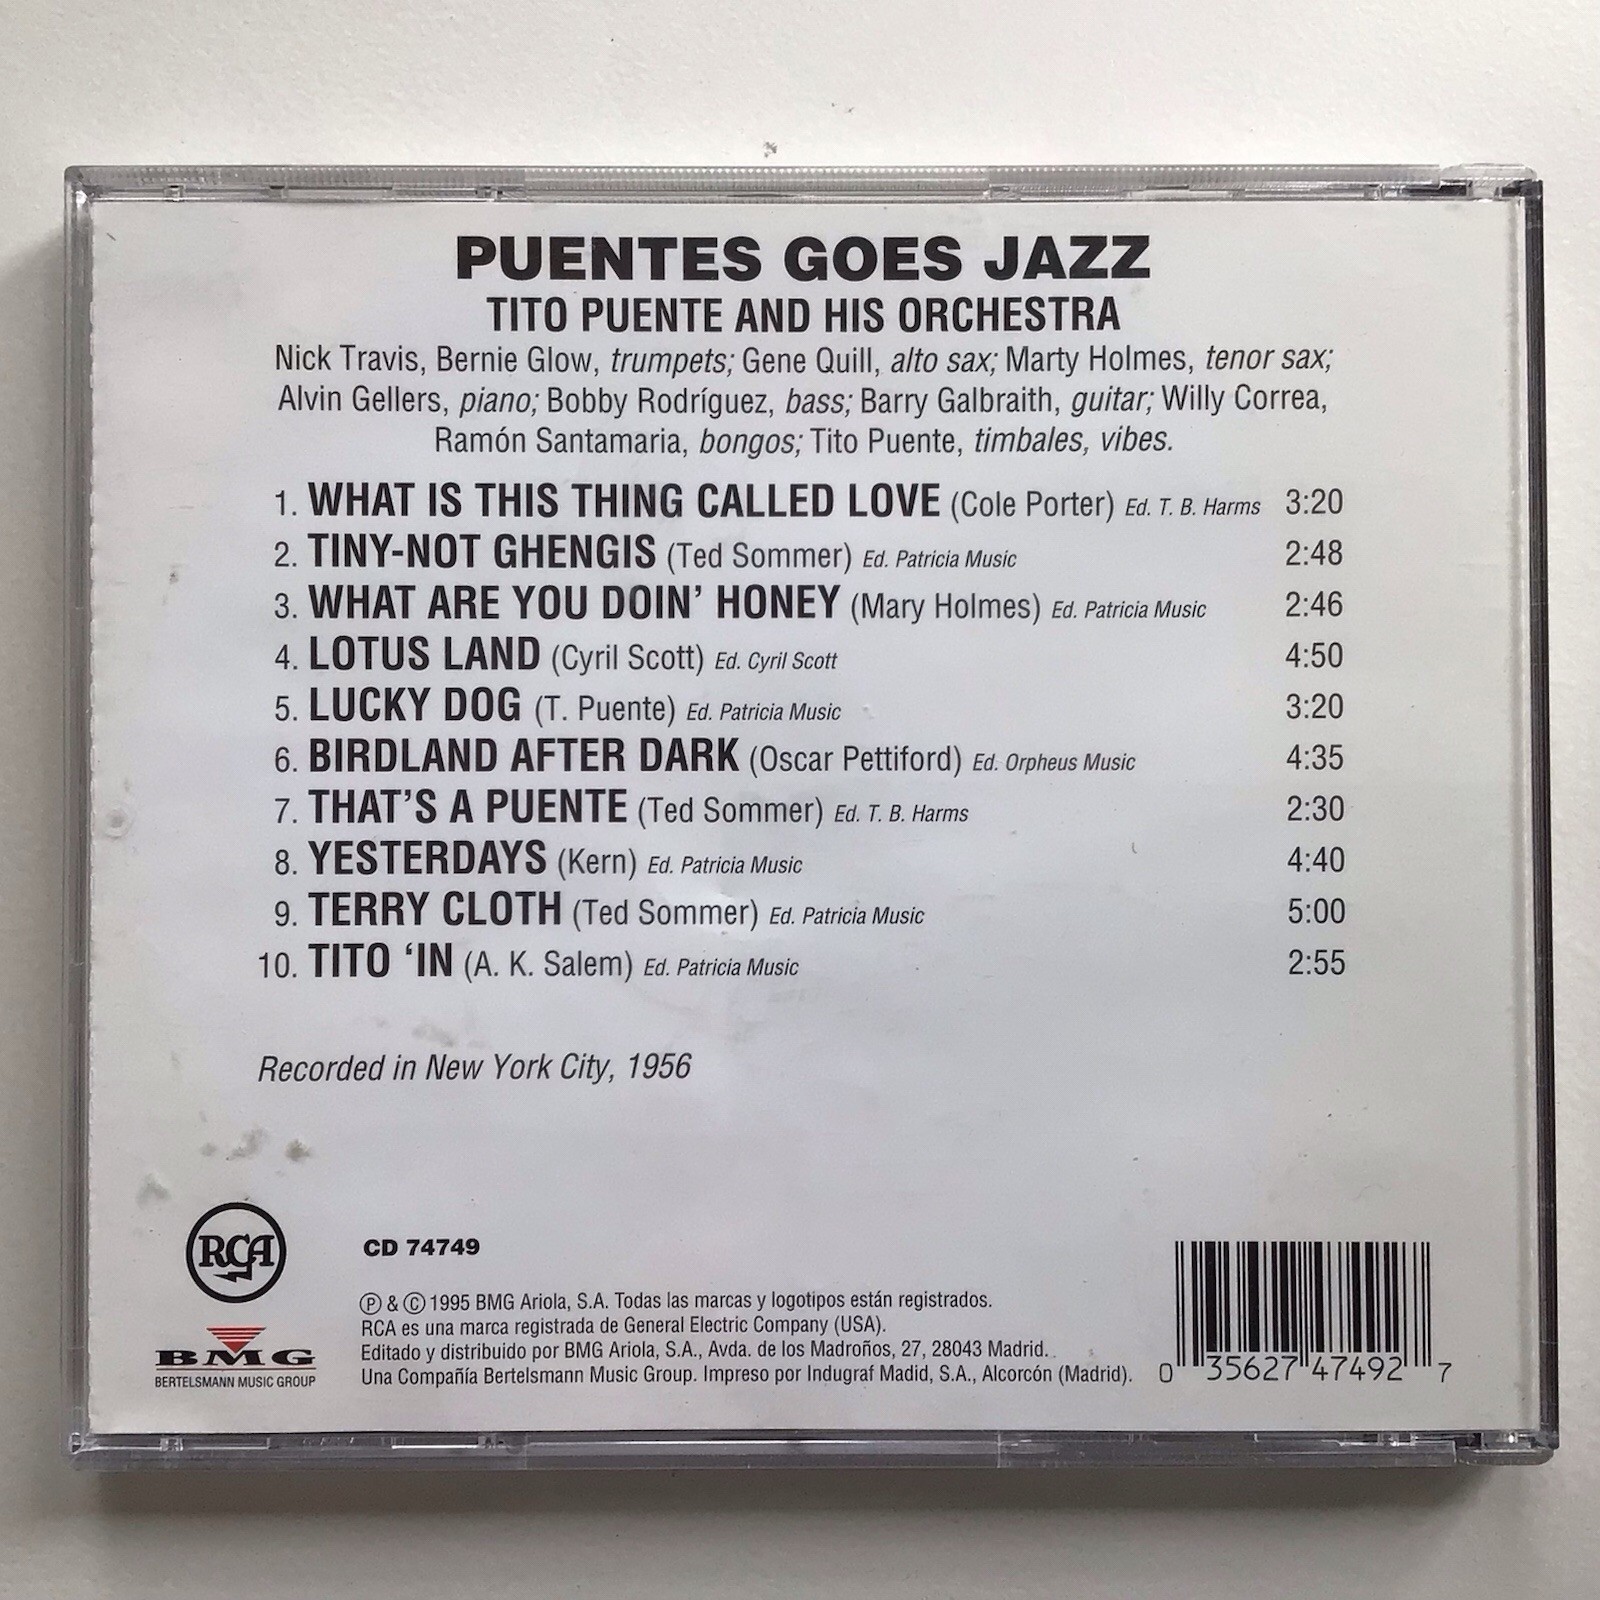 PUENTES GOES JAZZ
TITO PUENTE AND HIS ORCHESTRA
Nick Travis, Bernie Glow, trumpets; Gene Quill, alto sax; Marty Holmes, tenor sax;
Alvin Gellers, piano; Bobby Rodríguez, bass; Barry Galbraith, guitar; Willy Correa,
Ramón Santamaria, bongos; Tito Puente, timbales, vibes.
1. WHAT IS THIS THING CALLED LOVE (Cole Porter) Ed. T. B. Harms 3:20
2. TINY-NOT GHENGIS (Ted Sommer) Ed. Patricia Music 2:48
3. WHAT ARE YOU DOIN’ HONEY (Mary Holmes) Ed. Patricia Music 2:46
4. LOTUS LAND (Cyril Scott) Ed. Cyril Scott 4:50
5. LUCKY DOG (T. Puente) Ed. Patricia Music 3:20
6. BIRDLAND AFTER DARK (Oscar Pettiford) Ed. Orpheus Music 4:35
7. THAT’S A PUENTE (Ted Sommer) Ed. T. B. Harms 2:30
8. YESTERDAYS (Kern) Ed. Patricia Music 4:40
9. TERRY CLOTH (Ted Sommer) Ed. Patricia Music 5:00
10. TITO ‘IN (A. K. Salem) Ed. Patricia Music 2:55
Recorded in New York City, 1956
RCA
CD 74749
BMG
BERTELSMANN MUSIC GROUP
Ⓟ & © 1995 BMG Ariola, S.A. Todas las marcas y logotipos están registrados.
RCA es una marca registrada de General Electric Company (USA).
Editado y distribuido por BMG Ariola, S.A., Avda. de los Madroños, 27, 28043 Madrid.
Una Compañía Bertelsmann Music Group. Impreso por Indugraf Madid, S.A., Alcorcón (Madrid).
0 35627 47492 7